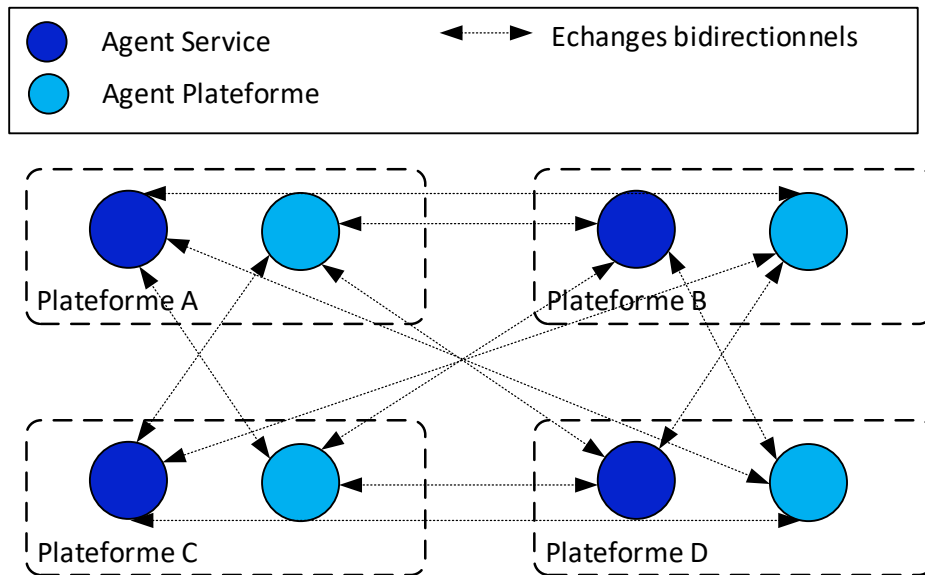 Agent Service
Echanges bidirectionnels
Agent Plateforme
Plateforme A
Plateforme B
Plateforme C
Plateforme D